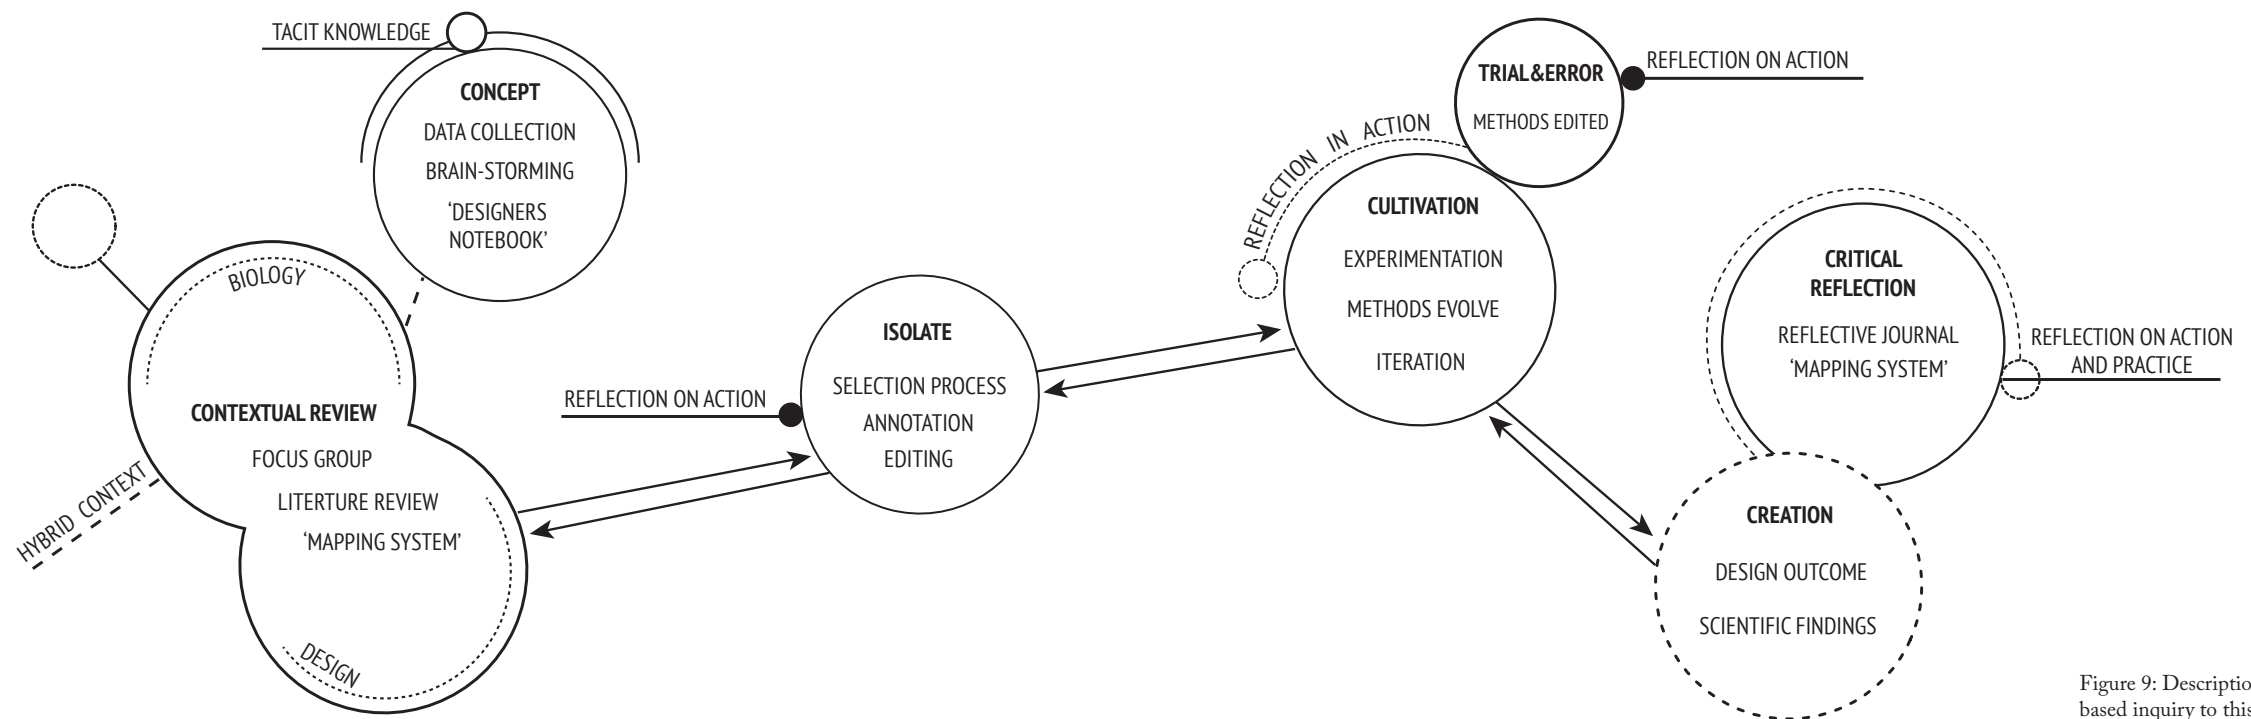 TACIT KNOWLEDGE
CONCEPT
DATA COLLECTION
BRAIN-STORMING
‘DESIGNERS
NOTEBOOK’
BIOLOGY
CONTEXTUAL REVIEW
FOCUS GROUP
LITERTURE REVIEW
‘MAPPING SYSTEM’
HYBRID CONTEXT
DESIGN
REFLECTION ON ACTION
ISOLATE
SELECTION PROCESS
ANNOTATION
EDITING
REFLECTION IN ACTION
TRIAL&ERROR
METHODS EDITED
REFLECTION ON ACTION
CULTIVATION
EXPERIMENTATION
METHODS EVOLVE
ITERATION
CRITICAL
REFLECTION
REFLECTIVE JOURNAL
‘MAPPING SYSTEM’
REFLECTION ON ACTION
AND PRACTICE
CREATION
DESIGN OUTCOME
SCIENTIFIC FINDINGS
Figure 9:
based inquiry to